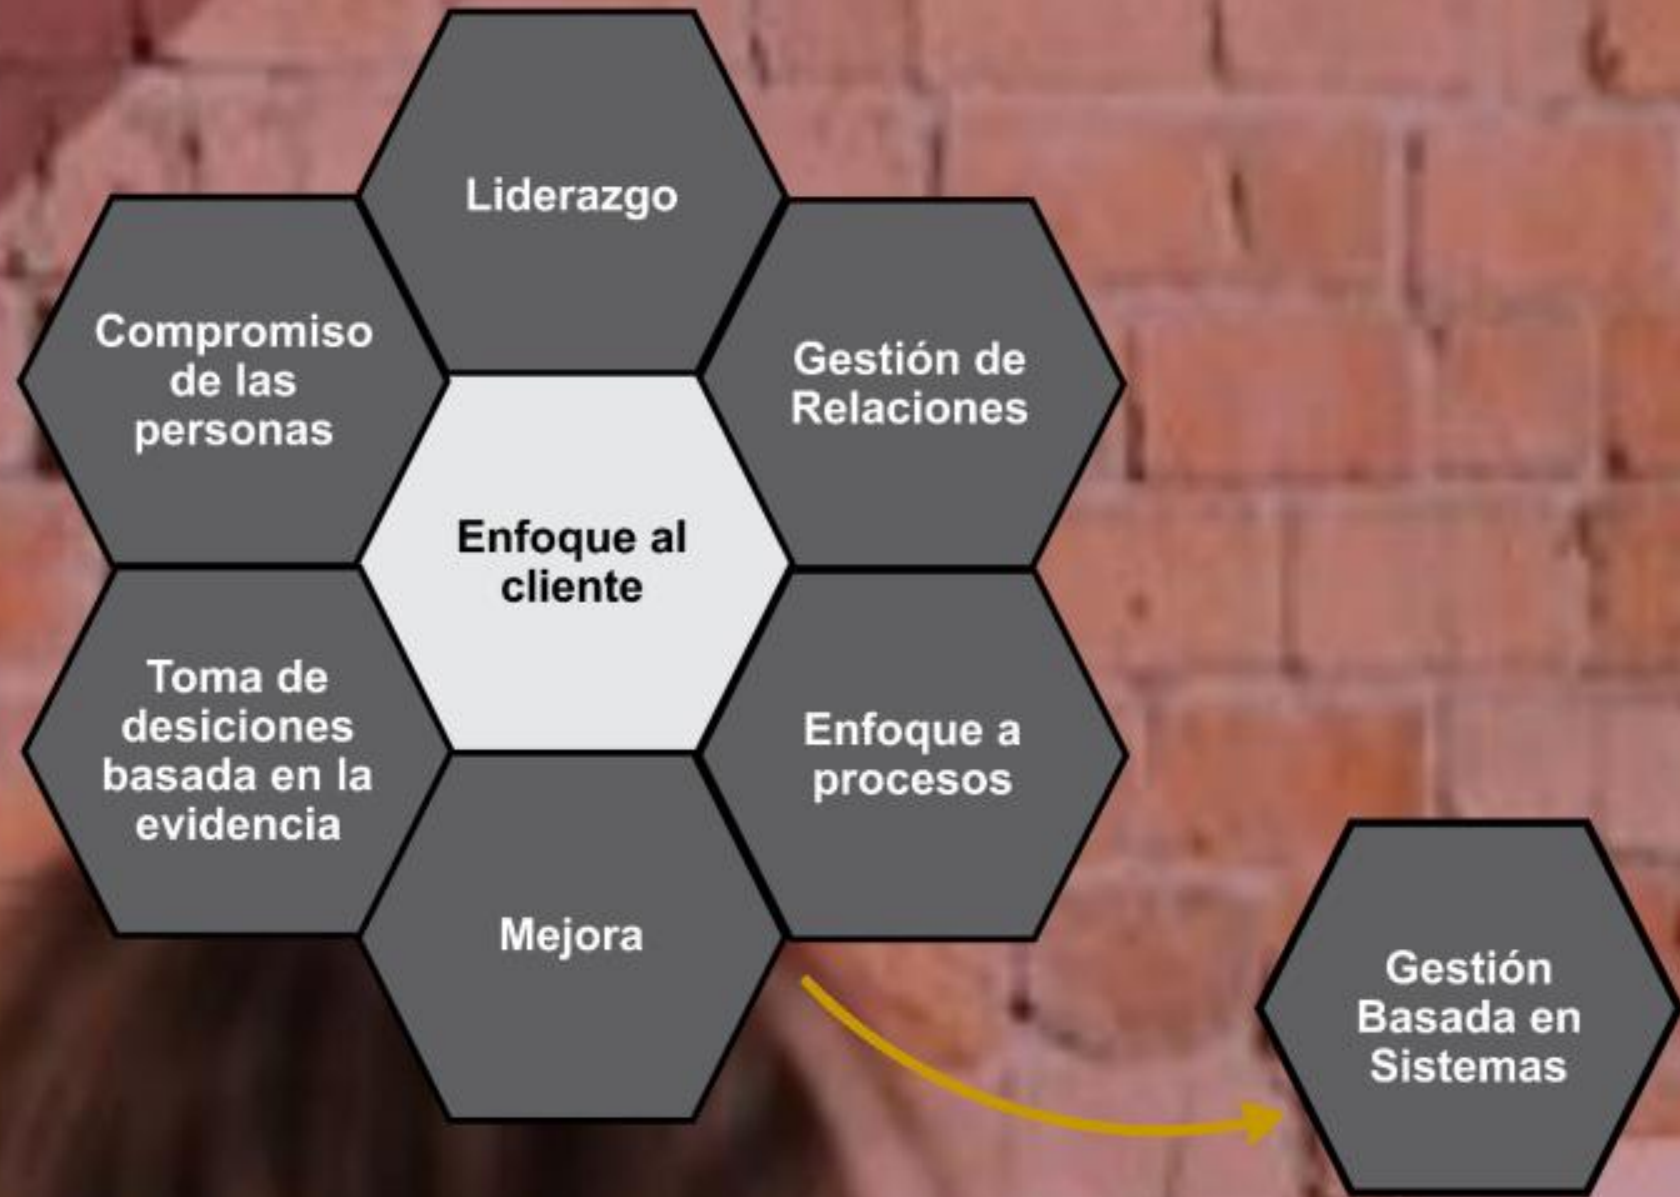 Liderazgo
Compromiso
de las
personas
Gestión de
Relaciones
Enfoque al
cliente
Toma de
desiciones
basada en la
evidencia
Enfoque a
procesos
Mejora
Gestión
Basada en
Sistemas